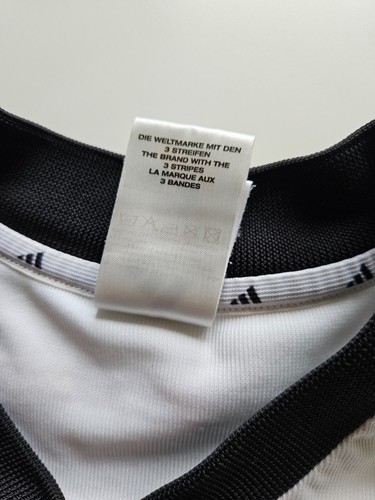 DIE WELTMARKE MIT DEN
3 STREIFEN
THE BRAND WITH THE
3 STRIPES
LA MARQUE AUX
3 BANDES